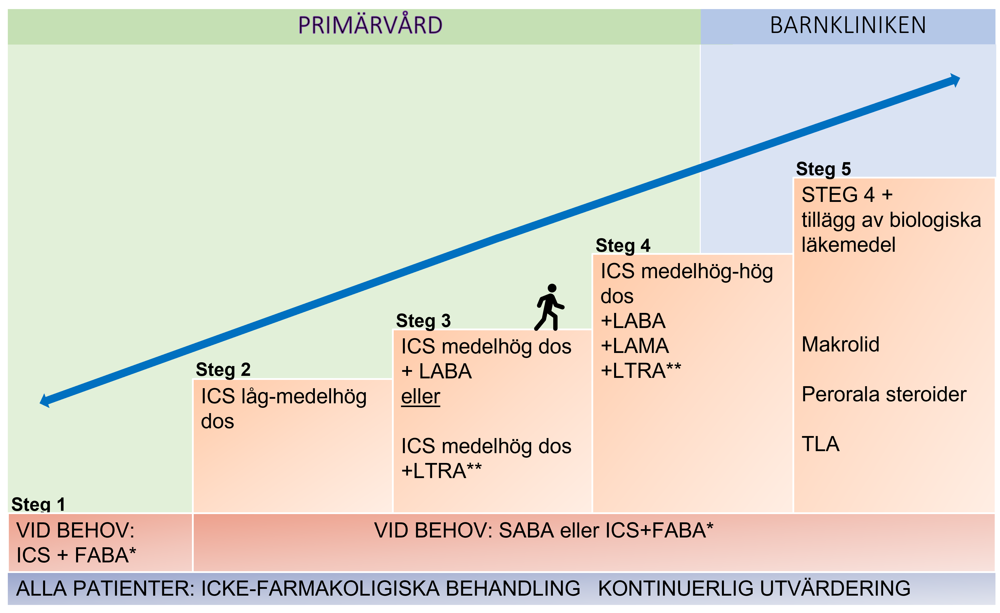 PRIMÄRVÅRD
BARNKLINIKEN
Steg 1
VID BEHOV:
ICS + FABA*
Steg 2
ICS låg-medelhög
dos
Steg 3
ICS medelhög dos
+ LABA
eller
ICS medelhög dos
+LTRA**
Steg 4
ICS medelhög-hög
dos
+LABA
+LAMA
+LTRA**
Steg 5
STEG 4 +
tillägg av biologiska
läkemedel
Makrolid
Perorala steroider
TLA
VID BEHOV: SABA eller ICS+FABA*
ALLA PATIENTER: ICKE-FARMAKOLIGISKA BEHANDLING KONTINUERLIG UTVÄRDERING